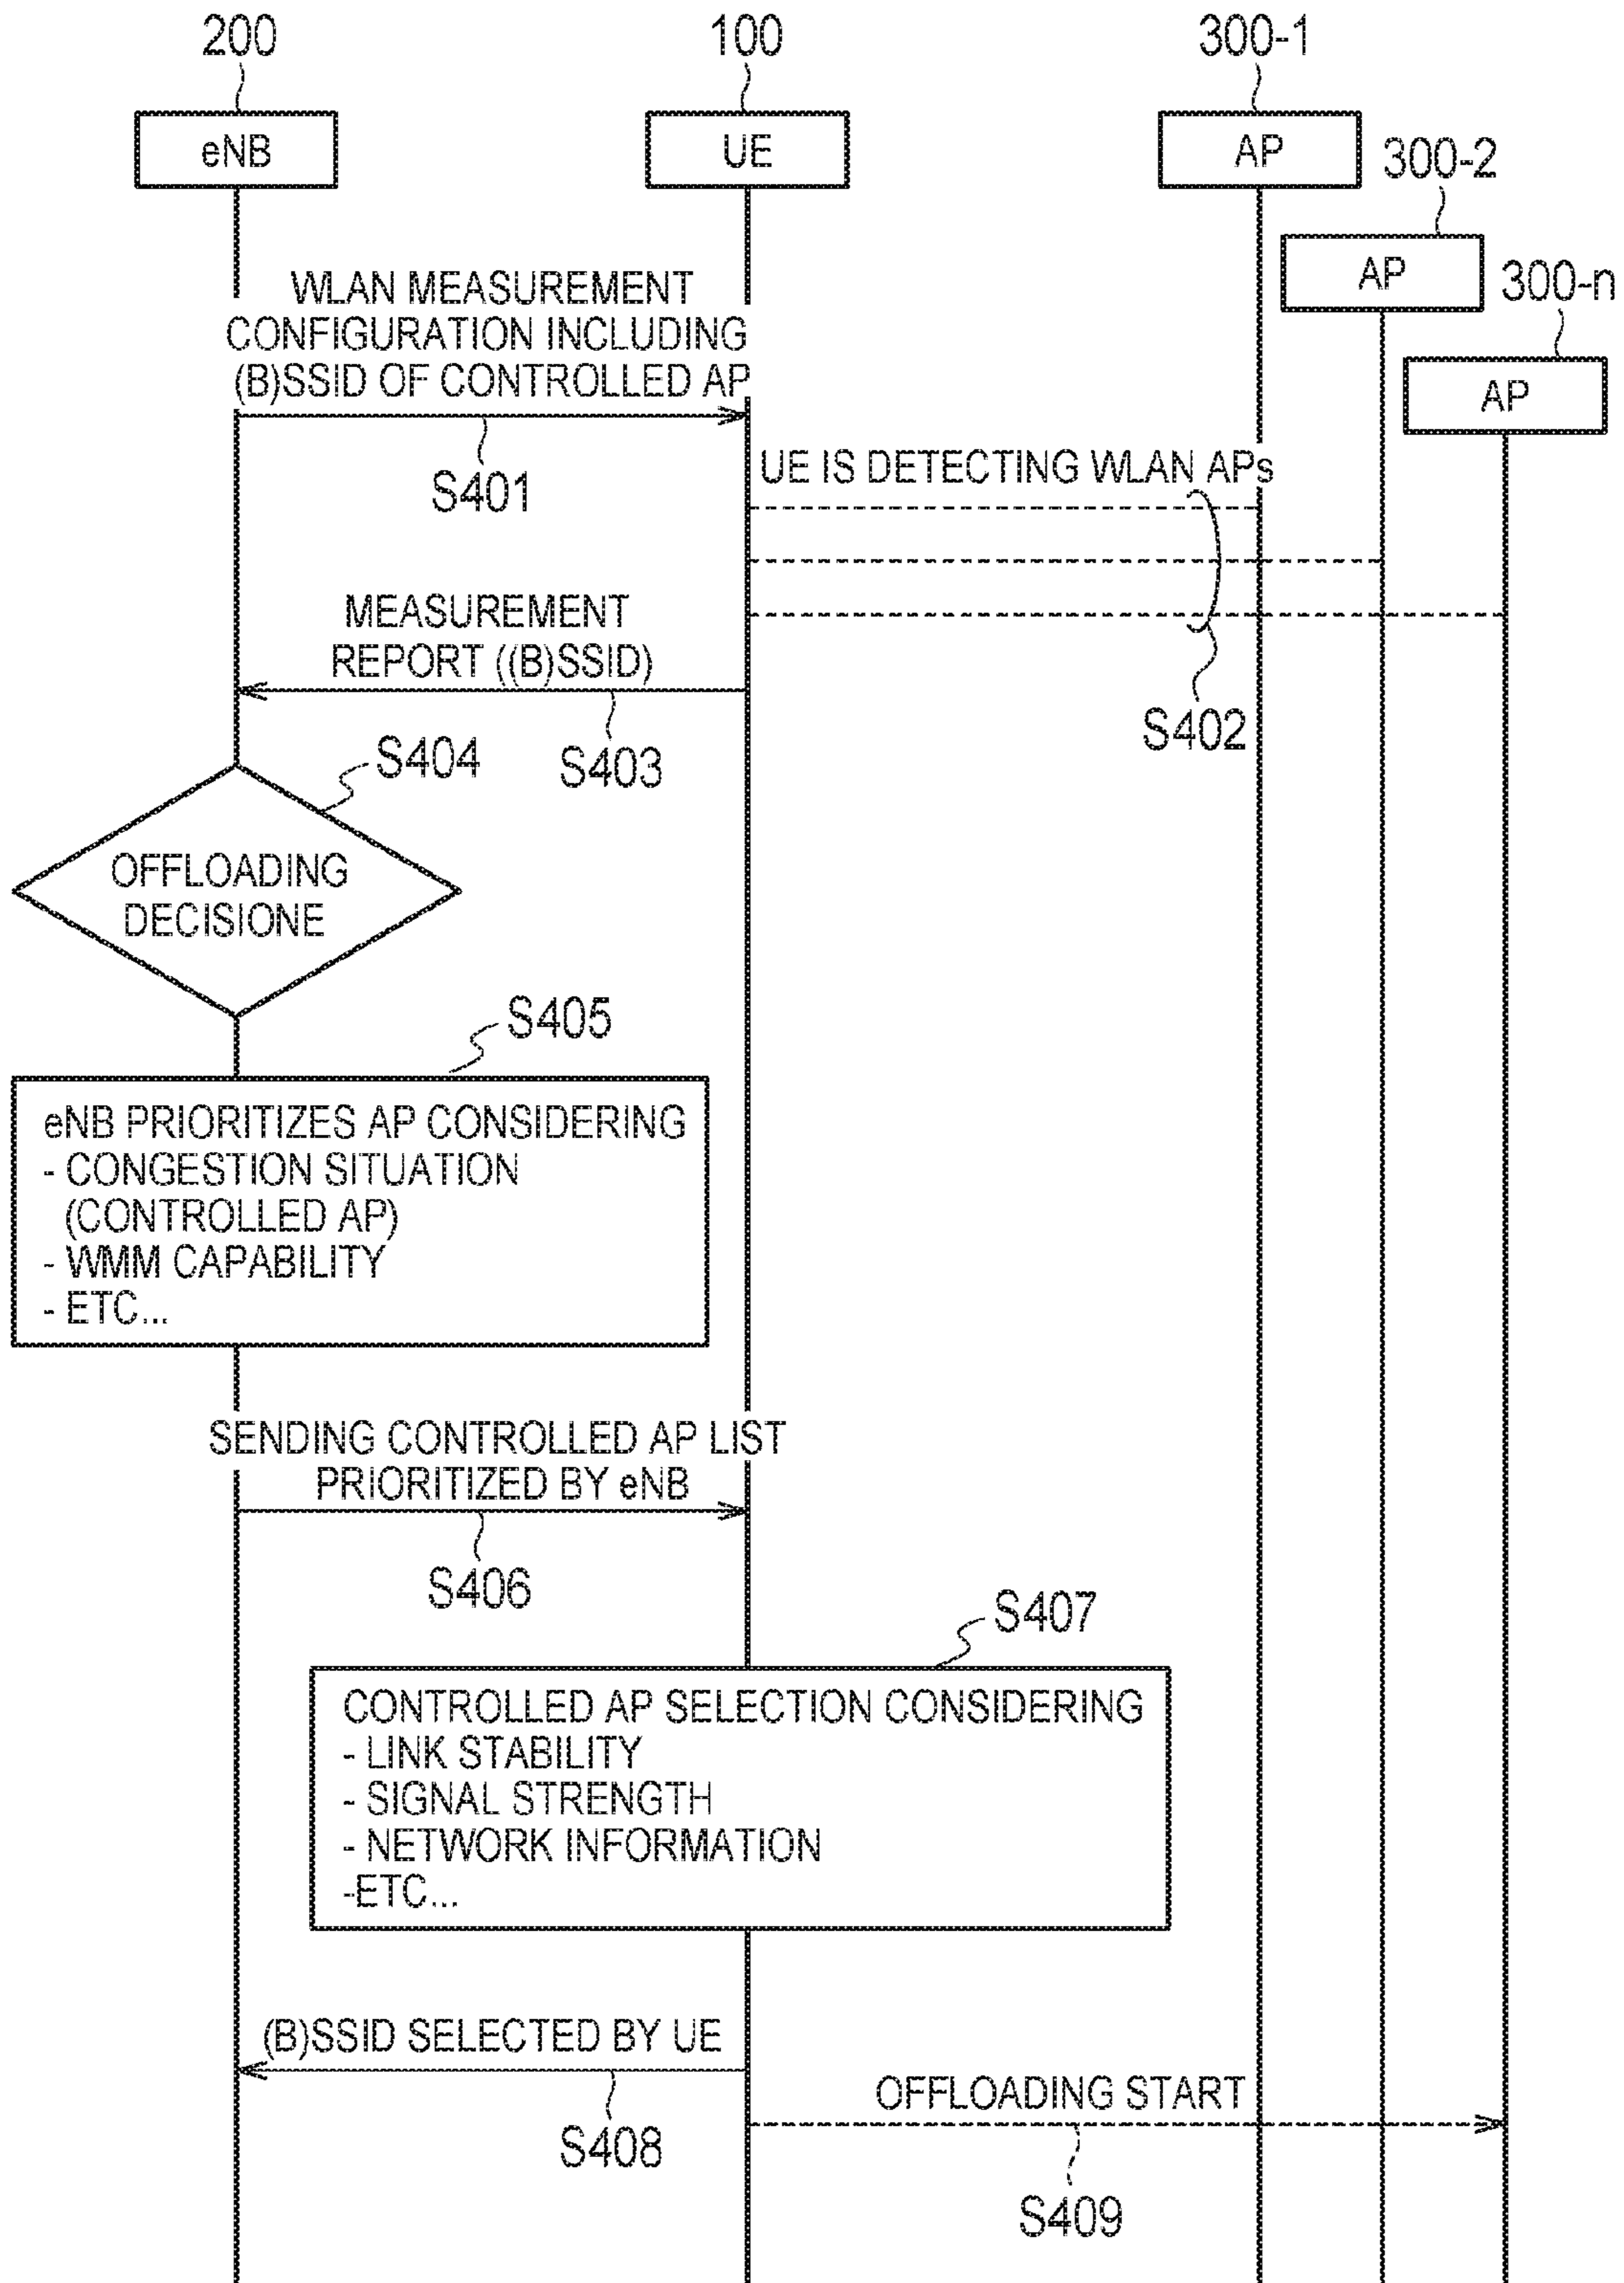 200
100
300-1
eNB
UE
AP
300-2
AP
300-n
AP
WLAN MEASUREMENT
CONFIGURATION INCLUDING
(B)SSID OF CONTROLLED AP
S401
UE IS DETECTING WLAN APs
S402
MEASUREMENT
REPORT ((B)SSID)
S403
S404
OFFLOADING
DECISIONE
S405
eNB PRIORITIZES AP CONSIDERING
- CONGESTION SITUATION
(CONTROLLED AP)
- WMM CAPABILITY
- ETC...
SENDING CONTROLLED AP LIST
PRIORITIZED BY eNB
S406
S407
CONTROLLED AP SELECTION CONSIDERING
- LINK STABILITY
- SIGNAL STRENGTH
- NETWORK INFORMATION
-ETC...
(B)SSID SELECTED BY UE
S408
OFFLOADING START
S409